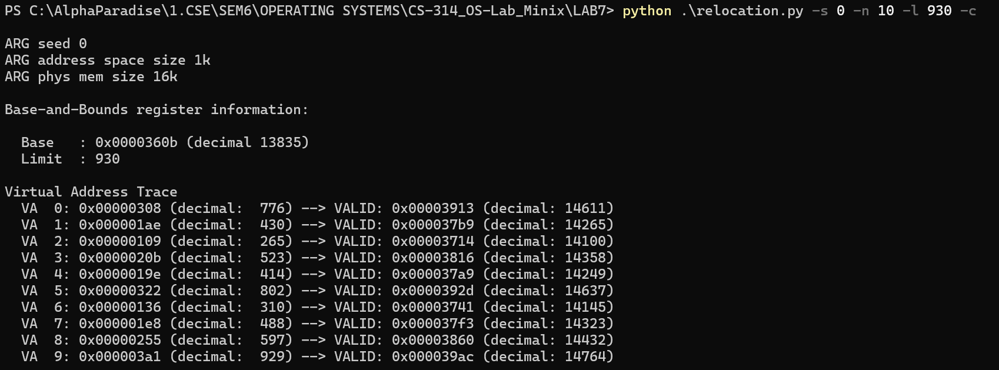 PS C:\AlphaParadise\1.CSE\SEM6\OPERATING SYSTEMS\CS-314_OS-Lab_Minix\LAB7> python .\relocation.py -s 0 -n 10 -l 930 -c
ARG seed 0
ARG address space size 1k
ARG phys mem size 16k
Base-and-Bounds register information:
Base   : 0x0000360b (decimal 13835)
Limit  : 930
Virtual Address Trace
VA  0: 0x00000308 (decimal:  776) --> VALID: 0x00003913 (decimal: 14611)
VA  1: 0x000001ae (decimal:  430) --> VALID: 0x000037b9 (decimal: 14265)
VA  2: 0x00000109 (decimal:  265) --> VALID: 0x00003714 (decimal: 14100)
VA  3: 0x0000020b (decimal:  523) --> VALID: 0x00003816 (decimal: 14358)
VA  4: 0x0000019e (decimal:  414) --> VALID: 0x000037a9 (decimal: 14249)
VA  5: 0x00000322 (decimal:  802) --> VALID: 0x0000392d (decimal: 14637)
VA  6: 0x00000136 (decimal:  310) --> VALID: 0x00003741 (decimal: 14145)
VA  7: 0x000001e8 (decimal:  488) --> VALID: 0x000037f3 (decimal: 14323)
VA  8: 0x00000255 (decimal:  597) --> VALID: 0x00003860 (decimal: 14432)
VA  9: 0x000003a1 (decimal:  929) --> VALID: 0x000039ac (decimal: 14764)